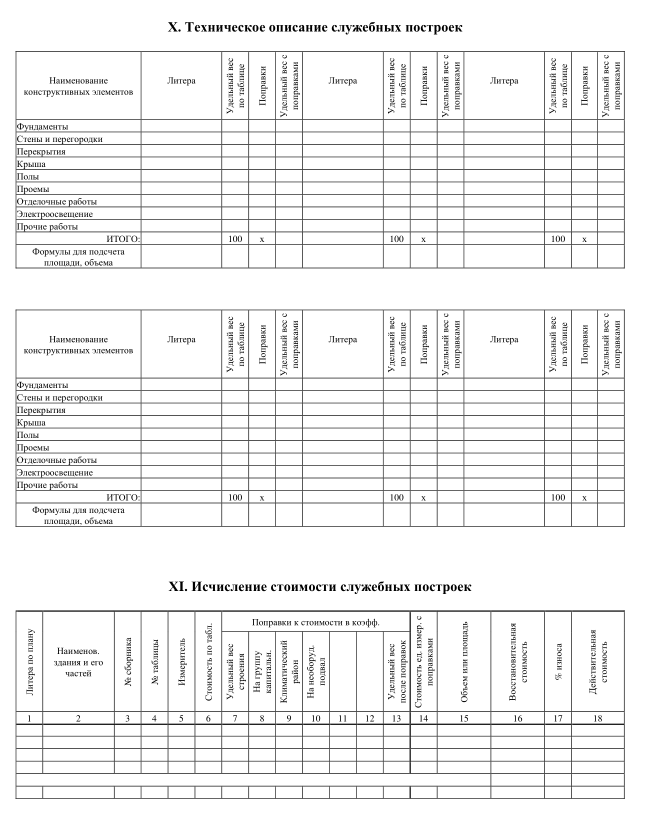 X. Техническое описание служебных построек
Наименование
конструктивных элементов
Литера
Удельный вес
по таблице
Поправки
Удельный вес с
поправками
Литера
Удельный вес
по таблице
Поправки
Удельный вес с
поправками
Литера
Удельный вес
по таблице
Поправки
Удельный вес с
поправками
Фундаменты
Стены и перегородки
Перекрытия
Крыша
Полы
Проемы
Отделочные работы
Электроосвещение
Прочие работы
ИТОГО: 100 х 100 х 100 х
Формулы для подсчета
площади, объема
Наименование
конструктивных элементов
Литера
Удельный вес
по таблице
Поправки
Удельный вес с
поправками
Литера
Удельный вес
по таблице
Поправки
Удельный вес с
поправками
Литера
Удельный вес
по таблице
Поправки
Удельный вес с
поправками
Фундаменты
Стены и перегородки
Перекрытия
Крыша
Полы
Проемы
Отделочные работы
Электроосвещение
Прочие работы
ИТОГО: 100 х 100 х 100 х
Формулы для подсчета
площади, объема
XI. Исчисление стоимости служебных построек
Литера по плану
Наименов.
здания и его
частей
№ сборника
№ таблицы
Измеритель
Стоимость по табл.
Поправки к стоимости в коэфф.
Удельный вес
строения
На группу
капитальн.
Климатический
район
На необоруд.
подвал
Удельный вес
после поправок
Стоимость ед. измер. с
поправками
Объем или площадь
Восстановительная
стоимость
% износа
Действительная
стоимость
1 2 3 4 5 6 7 8 9 10 11 12 13 14 15 16 17 18